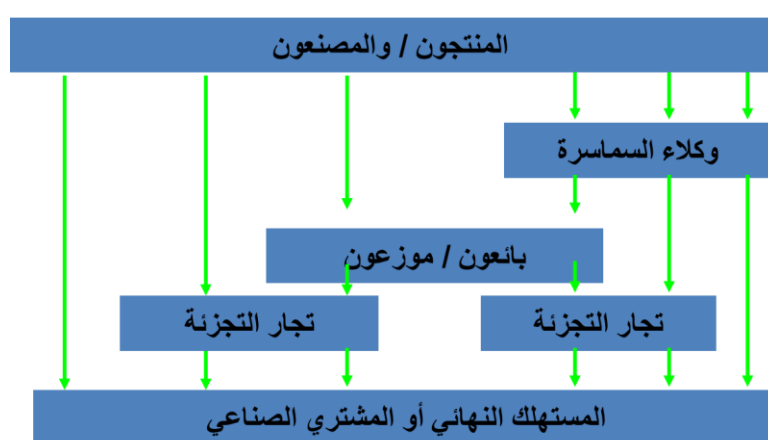 المنتجون / والمصنعون
وكلاء السماسرة
بائعون / موزعون
تجار التجزئة
تجار التجزئة
المستهلك النهائي أو المشتري الصناعي